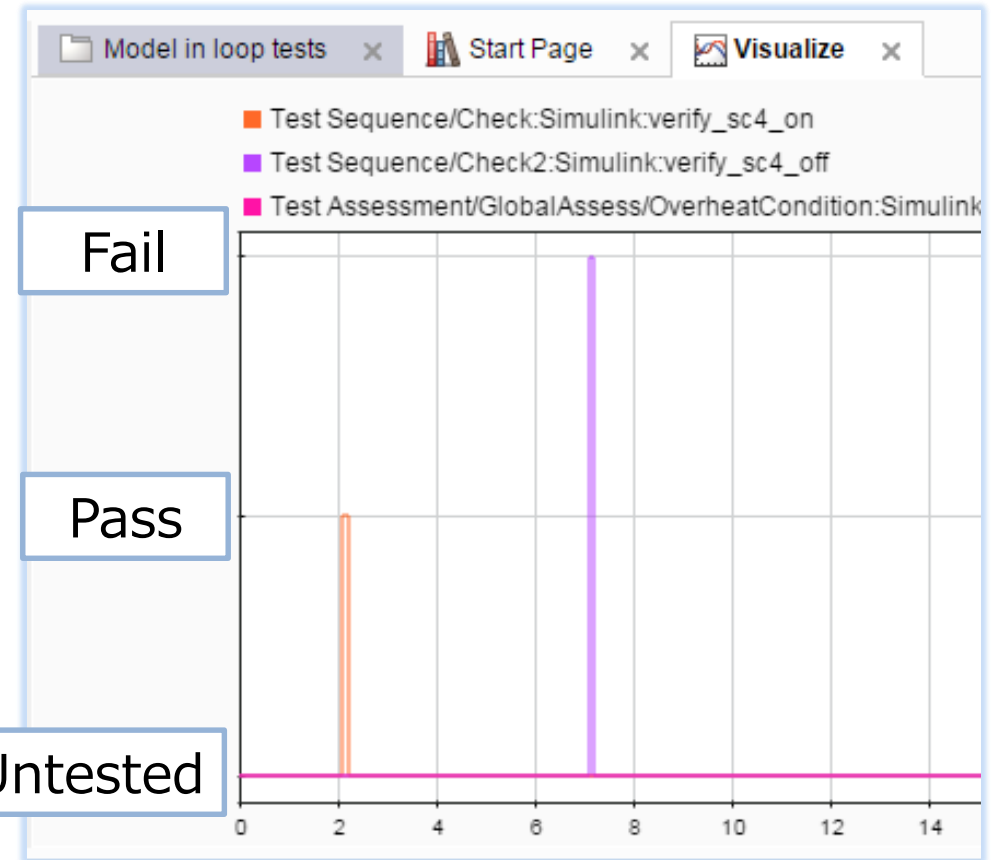 Model in loop tests × Start Page × Visualize ×
Test Sequence/Check:Simulink:verify_sc4_on
Test Sequence/Check2:Simulink:verify_sc4_off
Test Assessment/GlobalAssess/OverheatCondition:Simulink
Fail
Pass
Untested
0 2 4 6 8 10 12 14